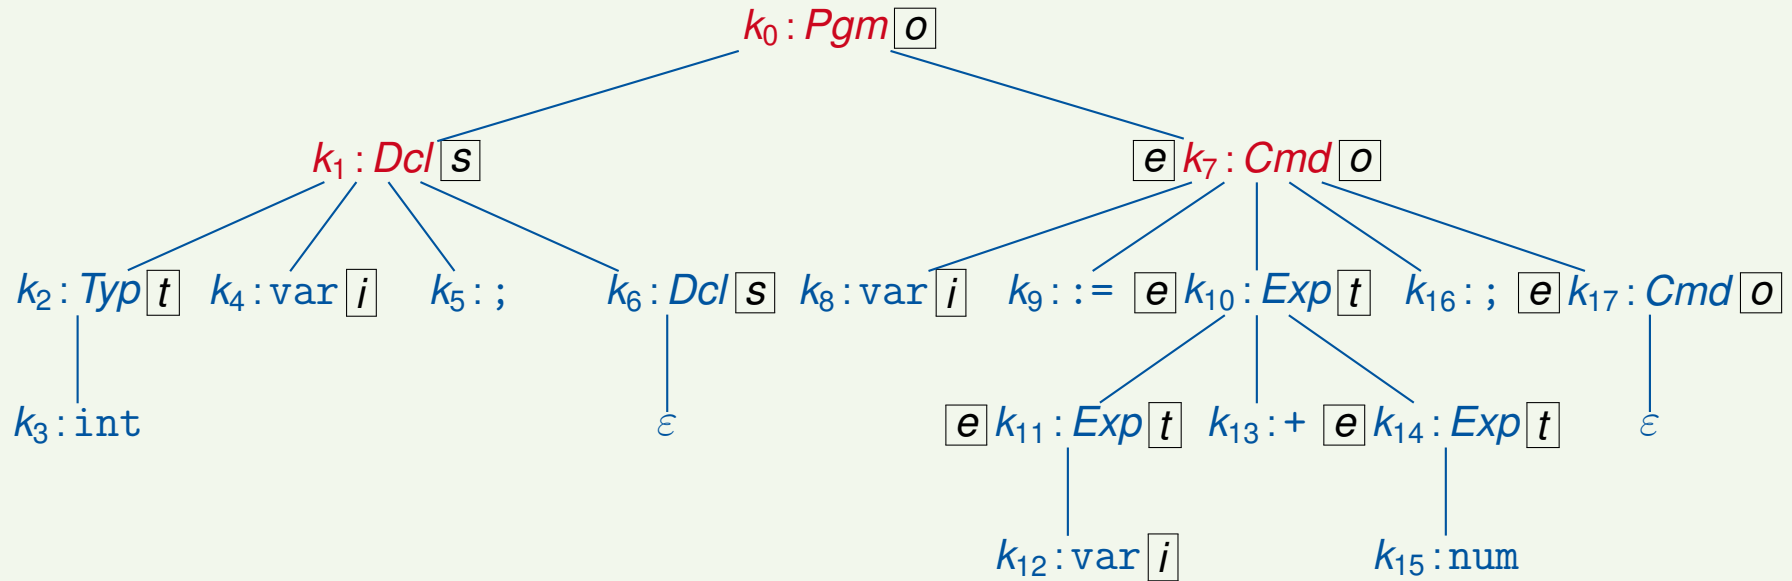 k₀ : Pgm o
k₁ : Dcl s e k₇ : Cmd o
k₂ : Typ t k₄ : var i k₅ : ; k₆ : Dcl s k₈ : var i k₉ : := e k₁₀ : Exp t k₁₆ : ; e k₁₇ : Cmd o
k₃ : int ε e k₁₁ : Exp t k₁₃ : + e k₁₄ : Exp t ε
k₁₂ : var i k₁₅ : num